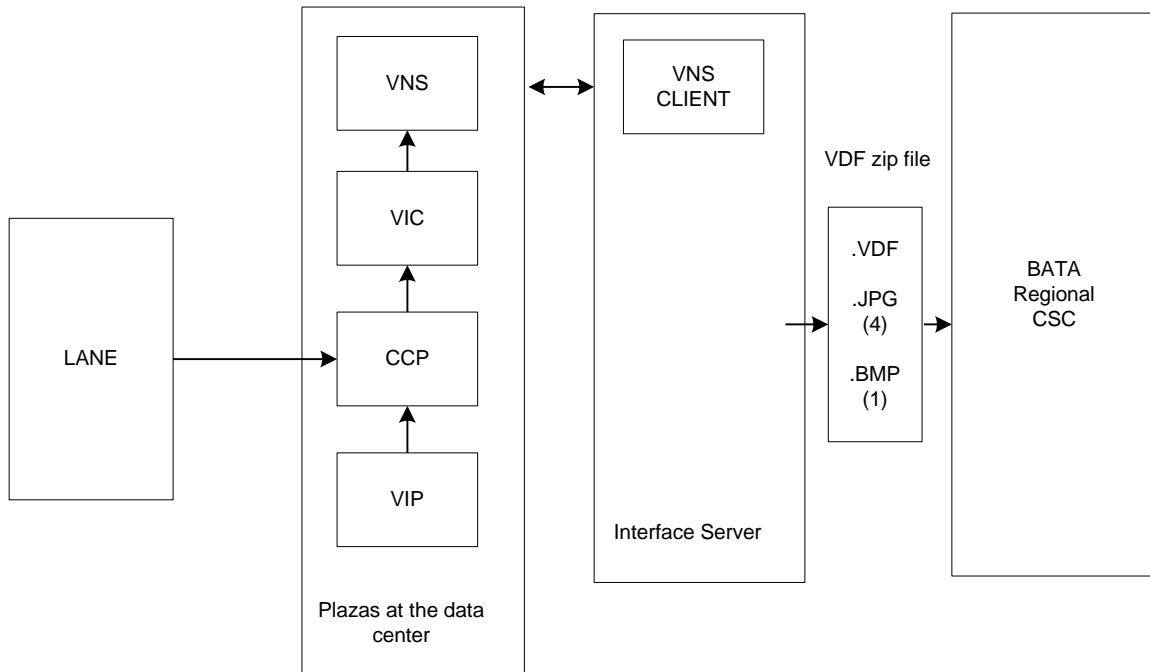 LANE
VNS
VIC
CCP
VIP
Plazas at the data
center
VNS
CLIENT
Interface Server
VDF zip file
.VDF
.JPG
(4)
.BMP
(1)
BATA
Regional
CSC